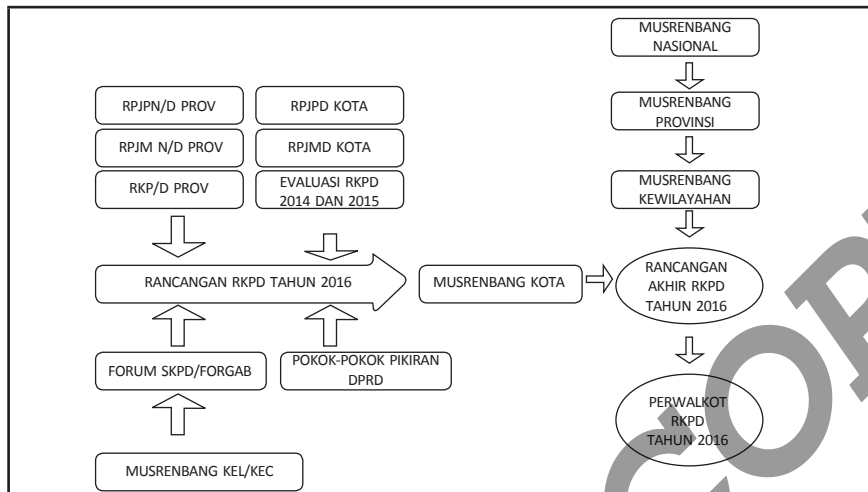 MUSRENBANG
NASIONAL
RPJPN/D PROV
RPJPD KOTA
MUSRENBANG
PROVINSI
RPJM N/D PROV
RPJMD KOTA
RKP/D PROV
EVALUASI RKPD
2014 DAN 2015
MUSRENBANG
KEWILAYAHAN
RANCANGAN RKPD TAHUN 2016
MUSRENBANG KOTA
RANCANGAN
AKHIR RKPD
TAHUN 2016
FORUM SKPD/FORGAB
POKOK-POKOK PIKIRAN
DPRD
PERWALKOT
RKPD
TAHUN 2016
MUSRENBANG KEL/KEC